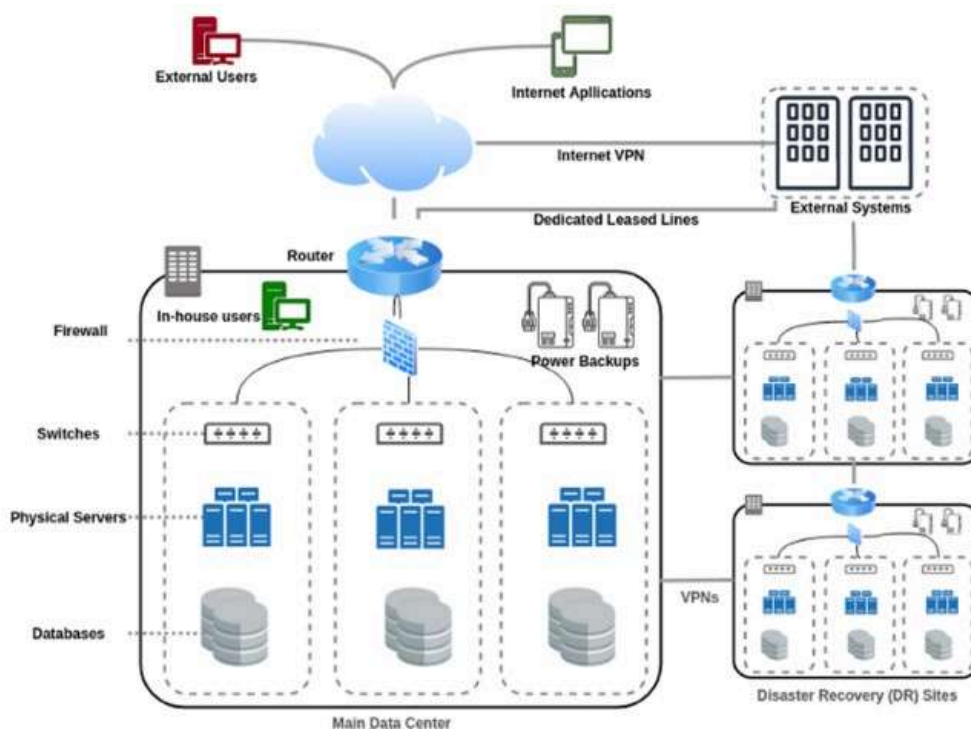 External Users
Internet Apllications
Internet VPN
External Systems
Dedicated Leased Lines
Router
In-house users
Firewall
Power Backups
Switches
Physical Servers
VPNs
Databases
Disaster Recovery (DR) Sites
Main Data Center